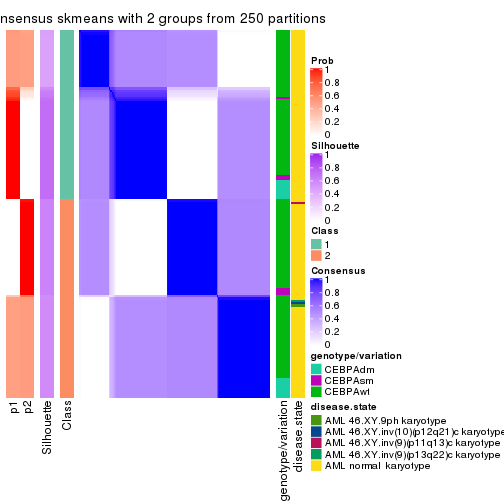 nsensus skmeans with 2 groups from 250 partitions
Prob
1
0.8
0.6
0.4
0.2
0
Silhouette
1
0.8
0.6
0.4
0.2
0
Class
1
2
Consensus
1
0.8
0.6
0.4
0.2
0
genotype/variation
CEBPAdm
CEBPAsm
CEBPAwt
disease.state
AML 46.XY.9ph karyotype
AML 46.XY.inv(10)(p12q21)c karyotype
AML 46.XY.inv(9)(p11q13)c karyotype
AML 46.XY.inv(9)(p13q22)c karyotype
AML normal karyotype
p1
p2
Silhouette
Class
genotype/variation
disease.state